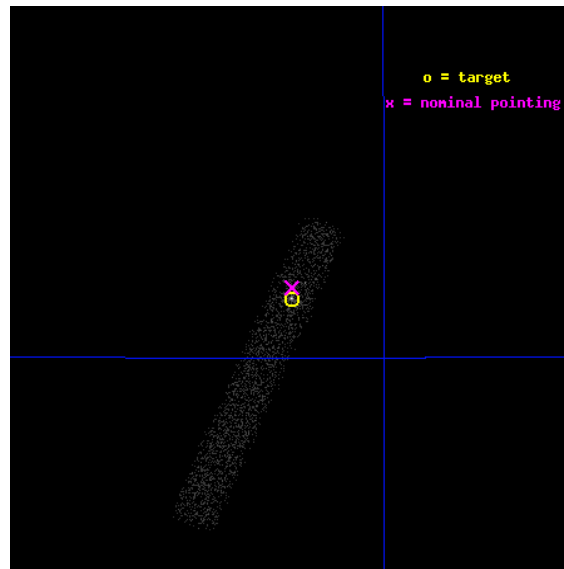 o = target
x = nominal pointing